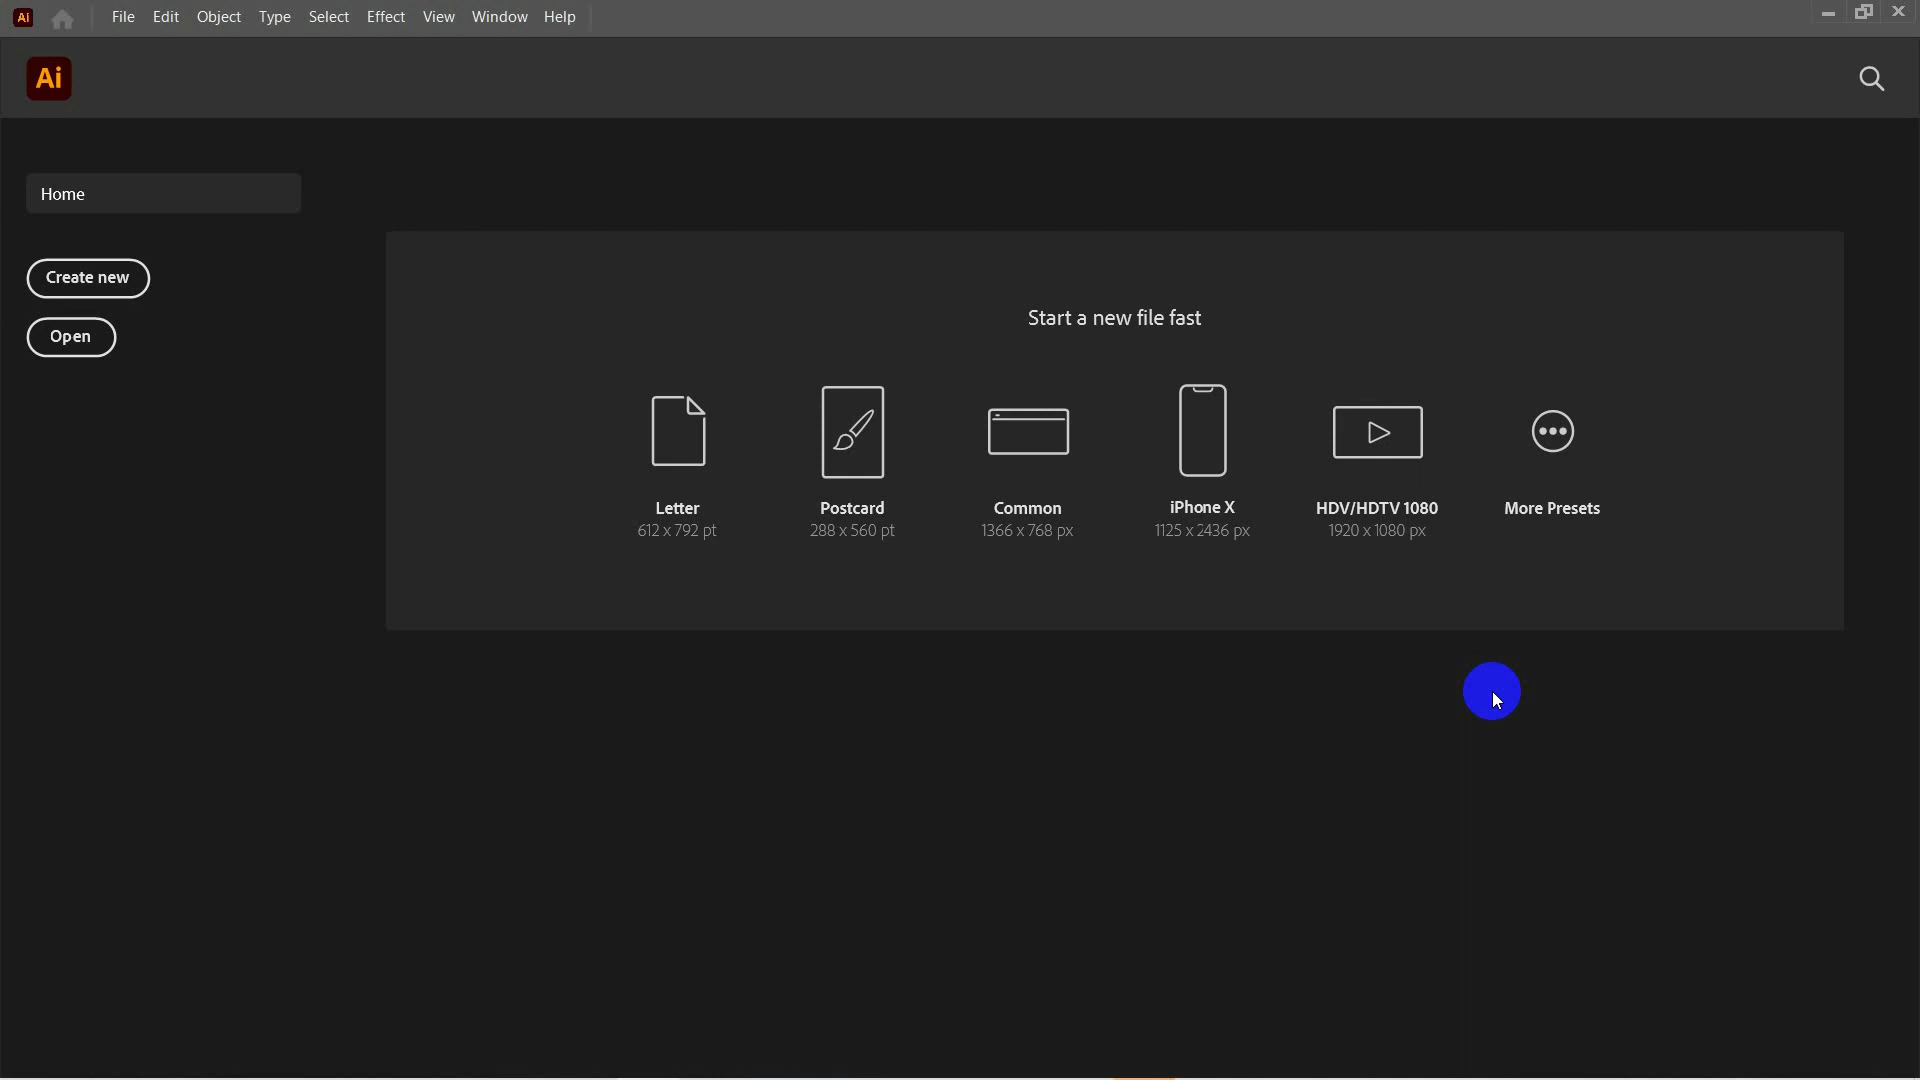 Ai File Edit Object Type Select Effect View Window Help
Ai
Home
Create new
Open
Start a new file fast
Letter Postcard Common iPhone X HDV/HDTV 1080 More Presets
612 x 792 pt 288 x 560 pt 1366 x 768 px 1125 x 2436 px 1920 x 1080 px